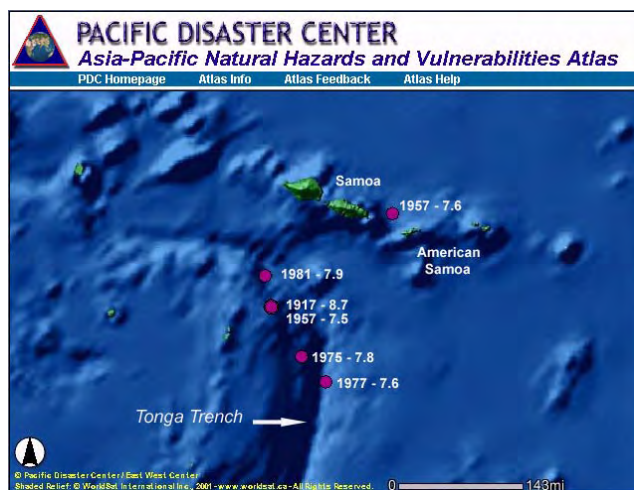 PACIFIC DISASTER CENTER
Asia-Pacific Natural Hazards and Vulnerabilities Atlas
PDC Homepage Atlas Info Atlas Feedback Atlas Help
Samoa
1957 - 7.6
American
Samoa
1981 - 7.9
1917 - 8.7
1957 - 7.5
1975 - 7.8
1977 - 7.6
Tonga Trench
© Pacific Disaster Center / East West Center
Shaded Relief: © WorldSat International Inc., 2001 - www.worldsat.ca - All Rights Reserved.
0 143mi